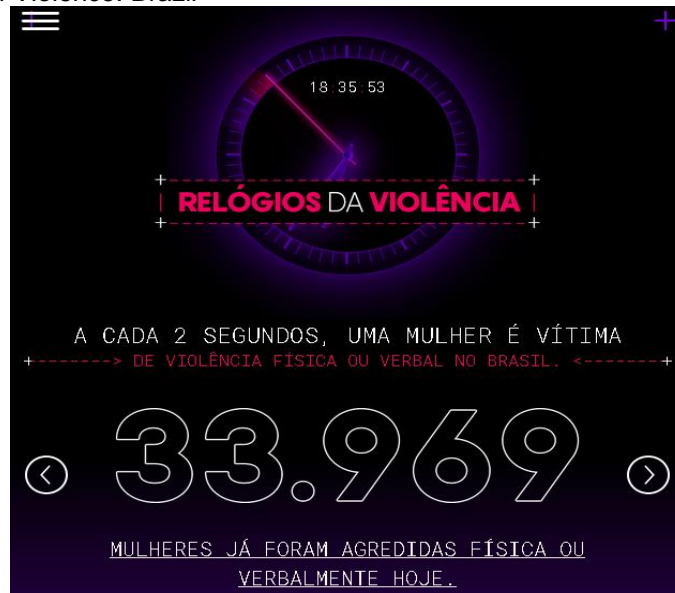 18 35 53
RELÓGIOS DA VIOLÊNCIA
A CADA 2 SEGUNDOS, UMA MULHER É VÍTIMA
DE VIOLÊNCIA FÍSICA OU VERBAL NO BRASIL.
33.969
MULHERES JÁ FORAM AGREDIDAS FÍSICA OU
VERBALMENTE HOJE.